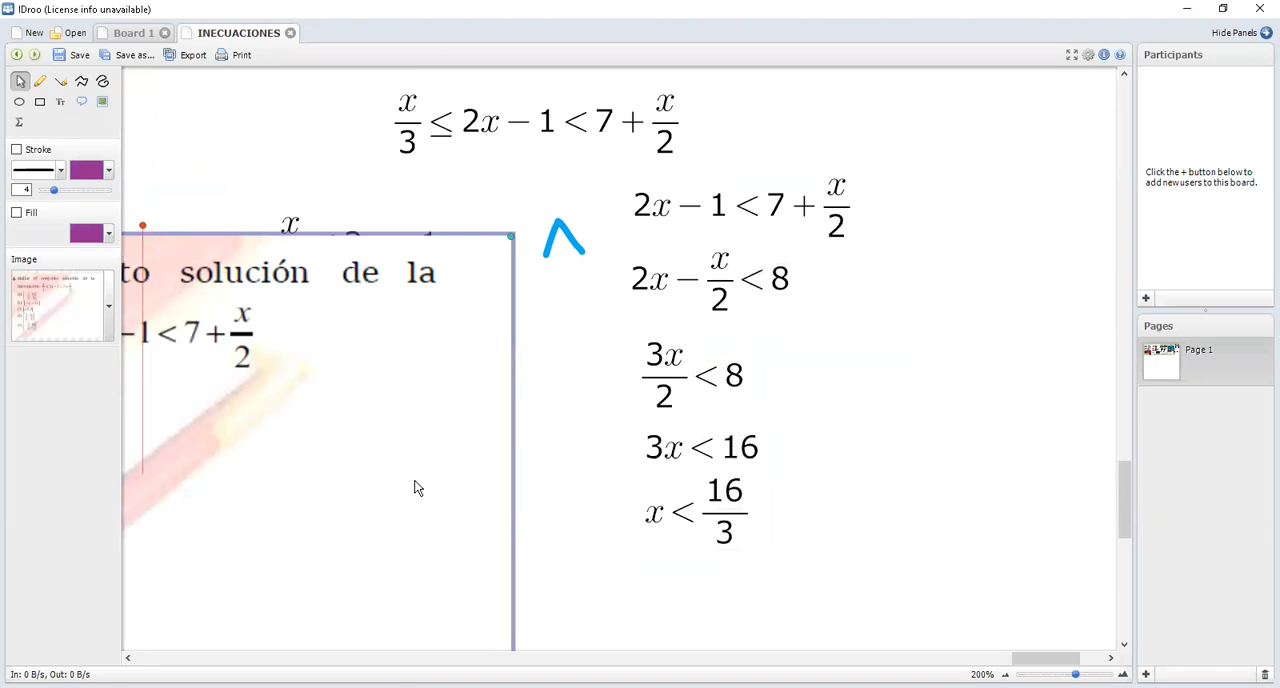 IDroo (License info unavailable)
New Open Board 1 INECUACIONES Hide Panels
Save Save as... Export Print
Participants
Click the + button below to add new users to this board.
Pages
Page 1
Tr
Σ
Stroke
4
Fill
Image
x/3 ≤ 2x − 1 < 7 + x/2
2x − 1 < 7 + x/2
2x − x/2 < 8
3x/2 < 8
3x < 16
x < 16/3
∧
x
to solución de la
−1 < 7 + x/2
In: 0 B/s, Out: 0 B/s
200%